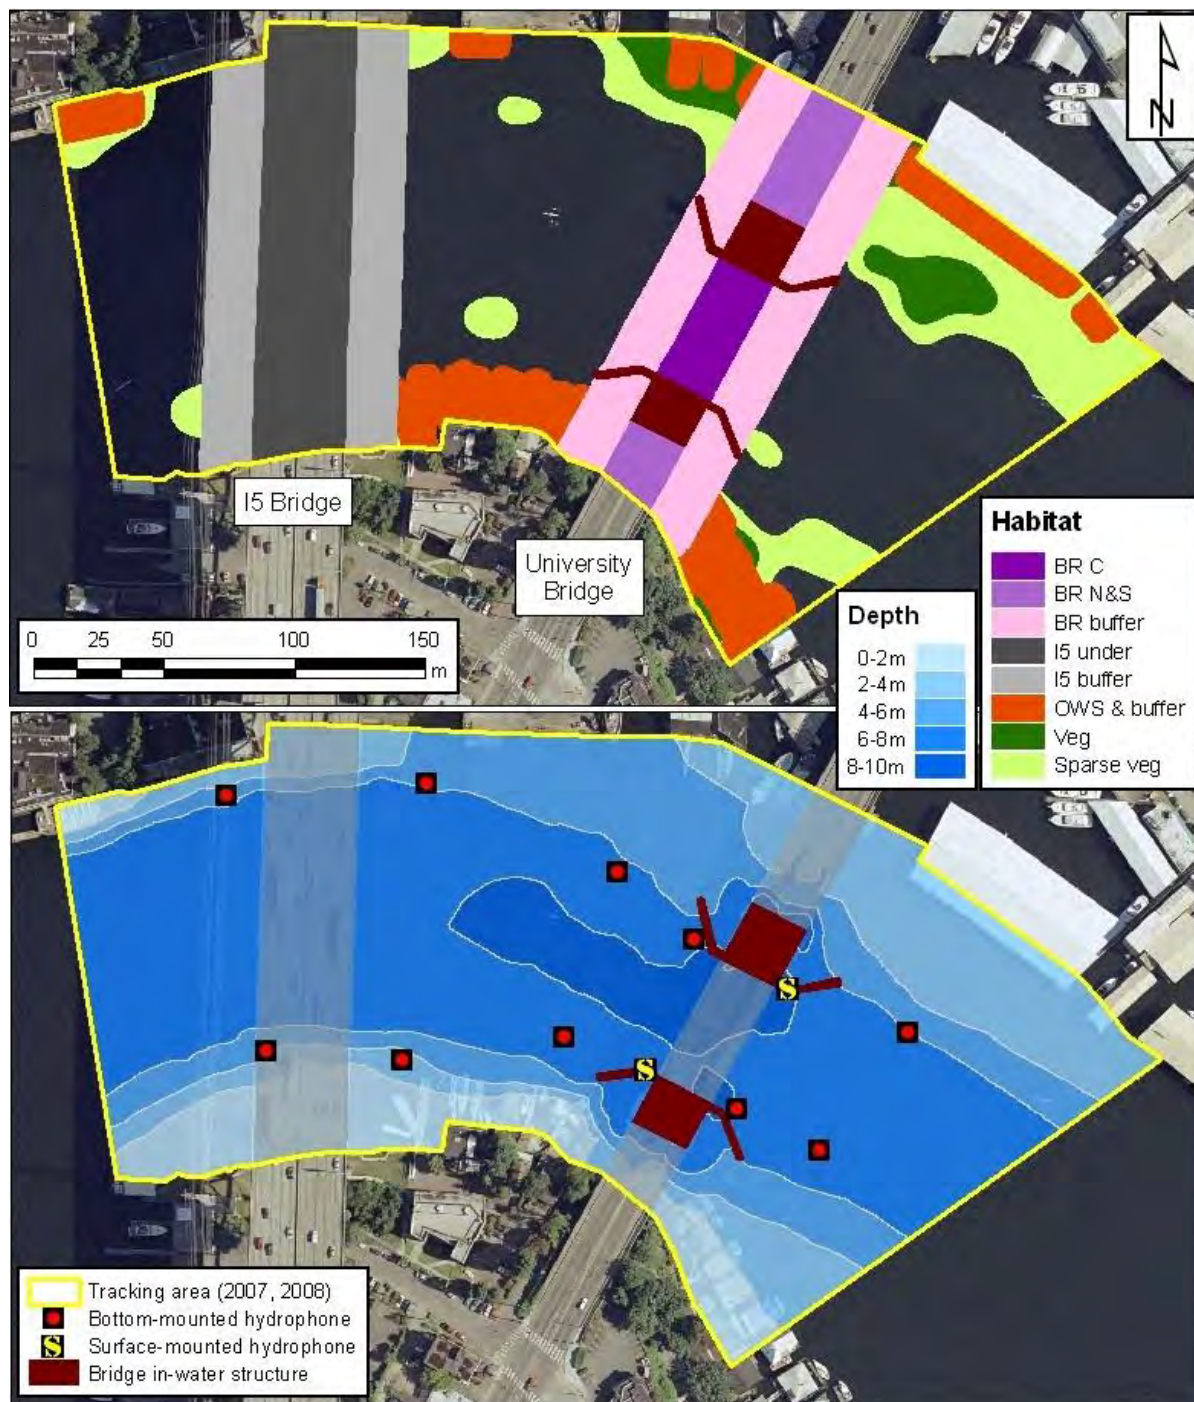 N
I5 Bridge
University
Bridge
0 25 50 100 150
m
Habitat
BR C
BR N&S
BR buffer
I5 under
I5 buffer
OWS & buffer
Veg
Sparse veg
Depth
0-2m
2-4m
4-6m
6-8m
8-10m
S
S
Tracking area (2007, 2008)
Bottom-mounted hydrophone
S Surface-mounted hydrophone
Bridge in-water structure